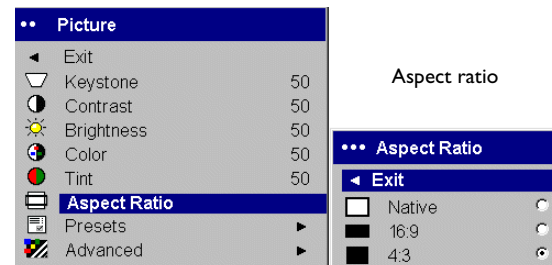 Picture
Exit
Keystone 50
Contrast 50
Brightness 50
Color 50
Tint 50
Aspect Ratio
Presets
Advanced
Aspect ratio
Aspect Ratio
Exit
Native
16:9
4:3